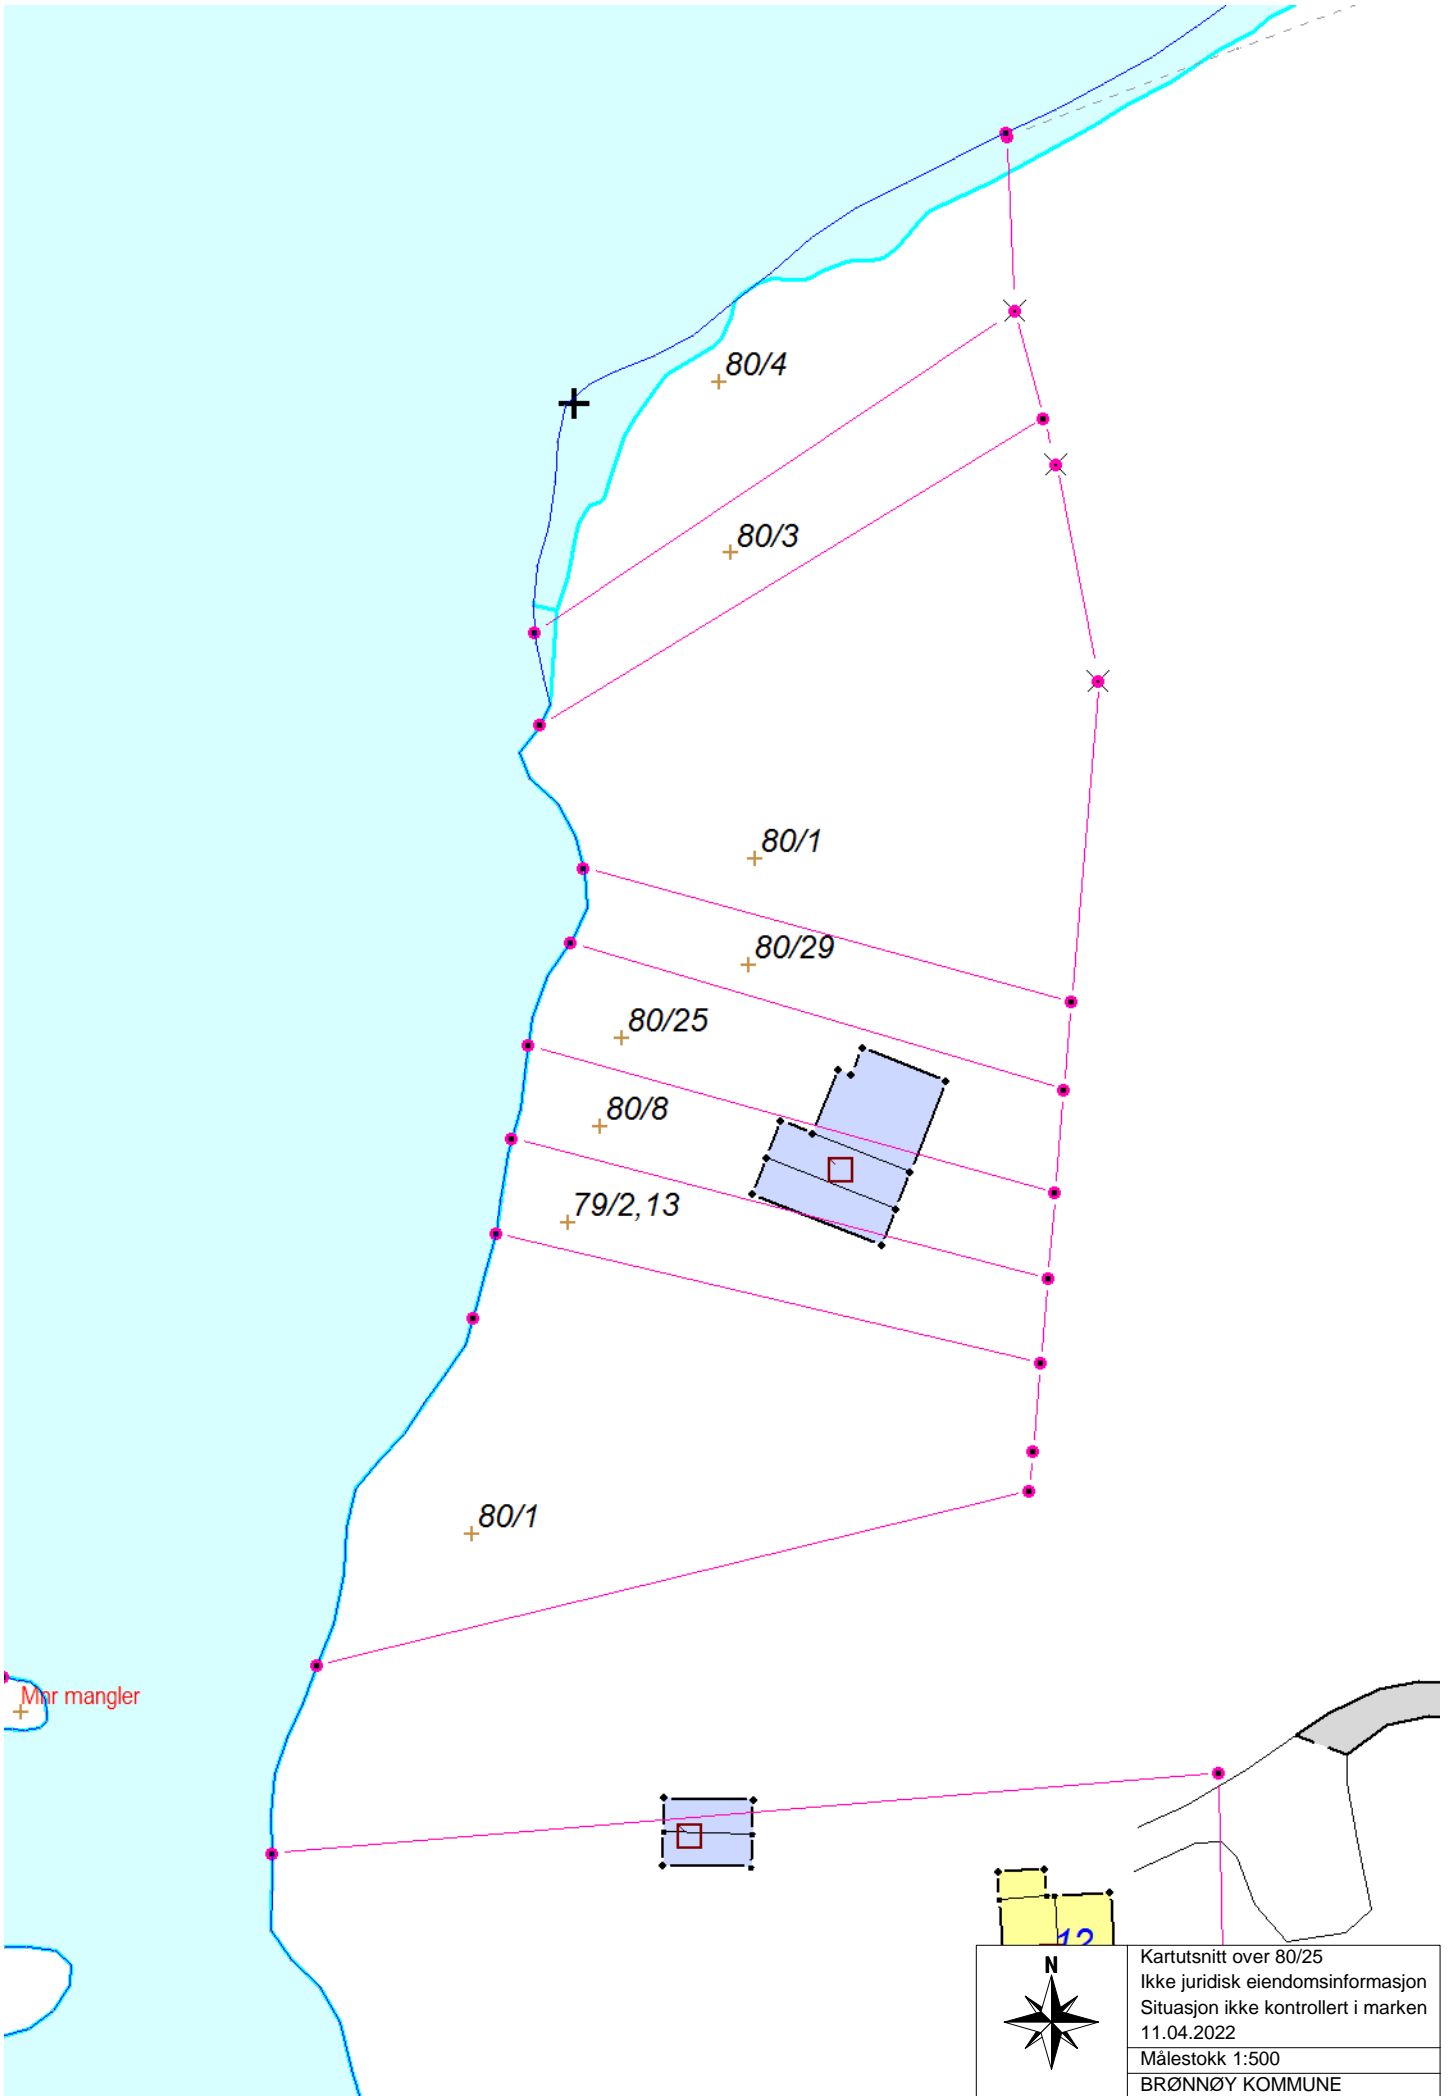 80/4
80/3
80/1
80/29
80/25
80/8
79/2,13
80/1
Mnr mangler
12
N
Kartutsnitt over 80/25
Ikke juridisk eiendomsinformasjon
Situasjon ikke kontrollert i marken
11.04.2022
Målestokk 1:500
BRØNNØY KOMMUNE